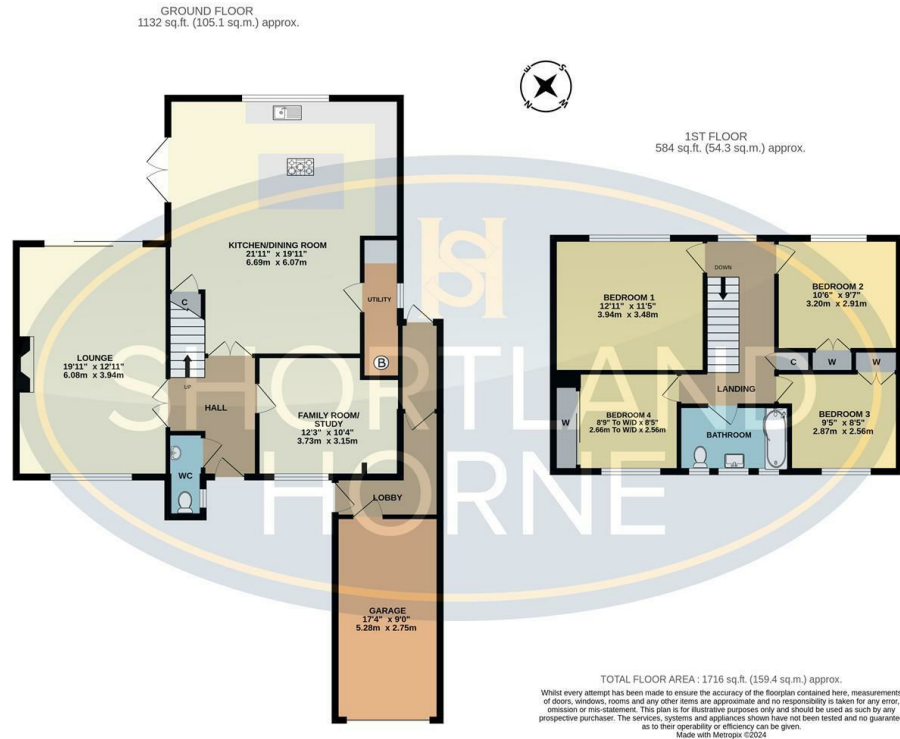 GROUND FLOOR
1132 sq.ft. (105.1 sq.m.) approx.
E
S
N
W
1ST FLOOR
584 sq.ft. (54.3 sq.m.) approx.
KITCHEN/DINING ROOM
21'11" x 19'11"
6.69m x 6.07m
UTILITY
B
C
LOUNGE
19'11" x 12'11"
6.08m x 3.94m
UP
HALL
FAMILY ROOM/
STUDY
12'3" x 10'4"
3.73m x 3.15m
WC
LOBBY
GARAGE
17'4" x 9'0"
5.28m x 2.75m
DOWN
BEDROOM 1
12'11" x 11'5"
3.94m x 3.48m
BEDROOM 2
10'6" x 9'7"
3.20m x 2.91m
C
W
W
LANDING
BEDROOM 4
8'9" To W/D x 8'5"
2.66m To W/D x 2.56m
W
BATHROOM
BEDROOM 3
9'5" x 8'5"
2.87m x 2.56m
SH
SHORTLAND
HORNE
TOTAL FLOOR AREA : 1716 sq.ft. (159.4 sq.m.) approx.
Whilst every attempt has been made to ensure the accuracy of the floorplan contained here, measurements
of doors, windows, rooms and any other items are approximate and no responsibility is taken for any error,
omission or mis-statement. This plan is for illustrative purposes only and should be used as such by any
prospective purchaser. The services, systems and appliances shown have not been tested and no guarantee
as to their operability or efficiency can be given.
Made with Metropix ©2024